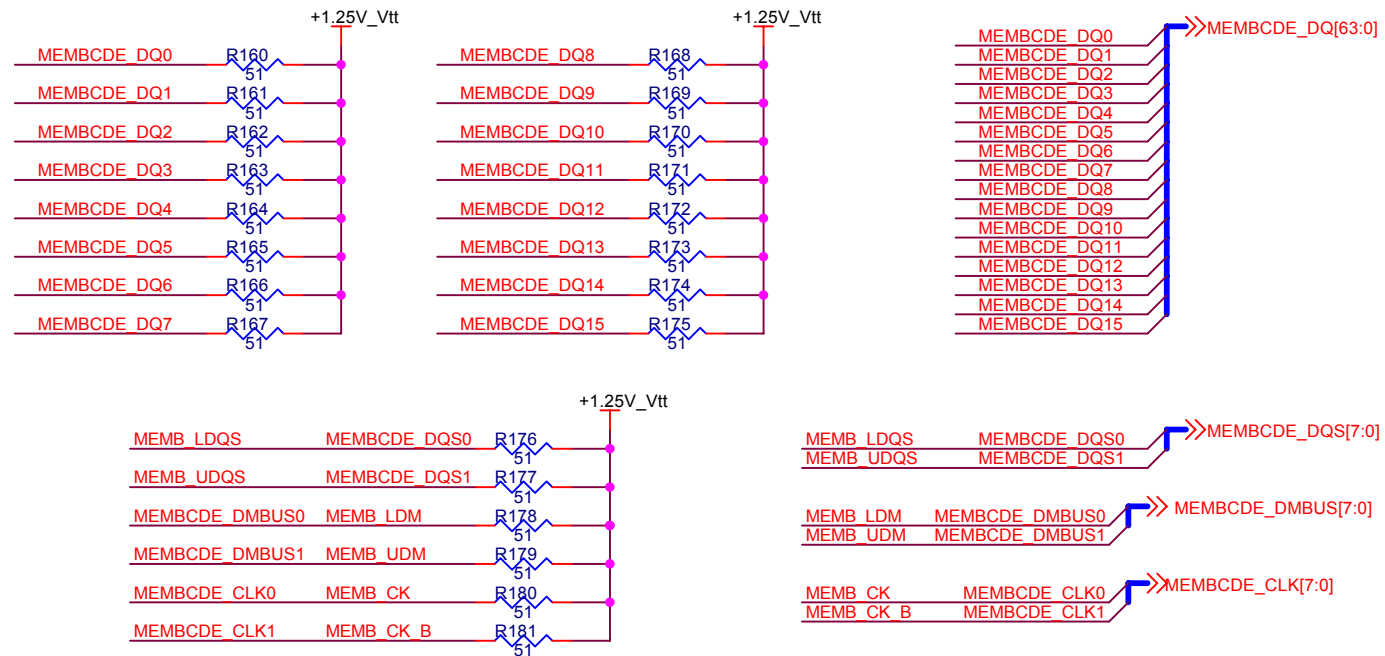 +1.25V_Vtt
MEMBCDE_DQ0 R160 51
MEMBCDE_DQ1 R161 51
MEMBCDE_DQ2 R162 51
MEMBCDE_DQ3 R163 51
MEMBCDE_DQ4 R164 51
MEMBCDE_DQ5 R165 51
MEMBCDE_DQ6 R166 51
MEMBCDE_DQ7 R167 51
+1.25V_Vtt
MEMBCDE_DQ8 R168 51
MEMBCDE_DQ9 R169 51
MEMBCDE_DQ10 R170 51
MEMBCDE_DQ11 R171 51
MEMBCDE_DQ12 R172 51
MEMBCDE_DQ13 R173 51
MEMBCDE_DQ14 R174 51
MEMBCDE_DQ15 R175 51
MEMBCDE_DQ[63:0]
MEMBCDE_DQ0
MEMBCDE_DQ1
MEMBCDE_DQ2
MEMBCDE_DQ3
MEMBCDE_DQ4
MEMBCDE_DQ5
MEMBCDE_DQ6
MEMBCDE_DQ7
MEMBCDE_DQ8
MEMBCDE_DQ9
MEMBCDE_DQ10
MEMBCDE_DQ11
MEMBCDE_DQ12
MEMBCDE_DQ13
MEMBCDE_DQ14
MEMBCDE_DQ15
+1.25V_Vtt
MEMB_LDQS MEMBCDE_DQS0 R176 51
MEMB_UDQS MEMBCDE_DQS1 R177 51
MEMBCDE_DMBUS0 MEMB_LDM R178 51
MEMBCDE_DMBUS1 MEMB_UDM R179 51
MEMBCDE_CLK0 MEMB_CK R180 51
MEMBCDE_CLK1 MEMB_CK_B R181 51
MEMBCDE_DQS[7:0]
MEMB_LDQS MEMBCDE_DQS0
MEMB_UDQS MEMBCDE_DQS1
MEMBCDE_DMBUS[7:0]
MEMB_LDM MEMBCDE_DMBUS0
MEMB_UDM MEMBCDE_DMBUS1
MEMBCDE_CLK[7:0]
MEMB_CK MEMBCDE_CLK0
MEMB_CK_B MEMBCDE_CLK1